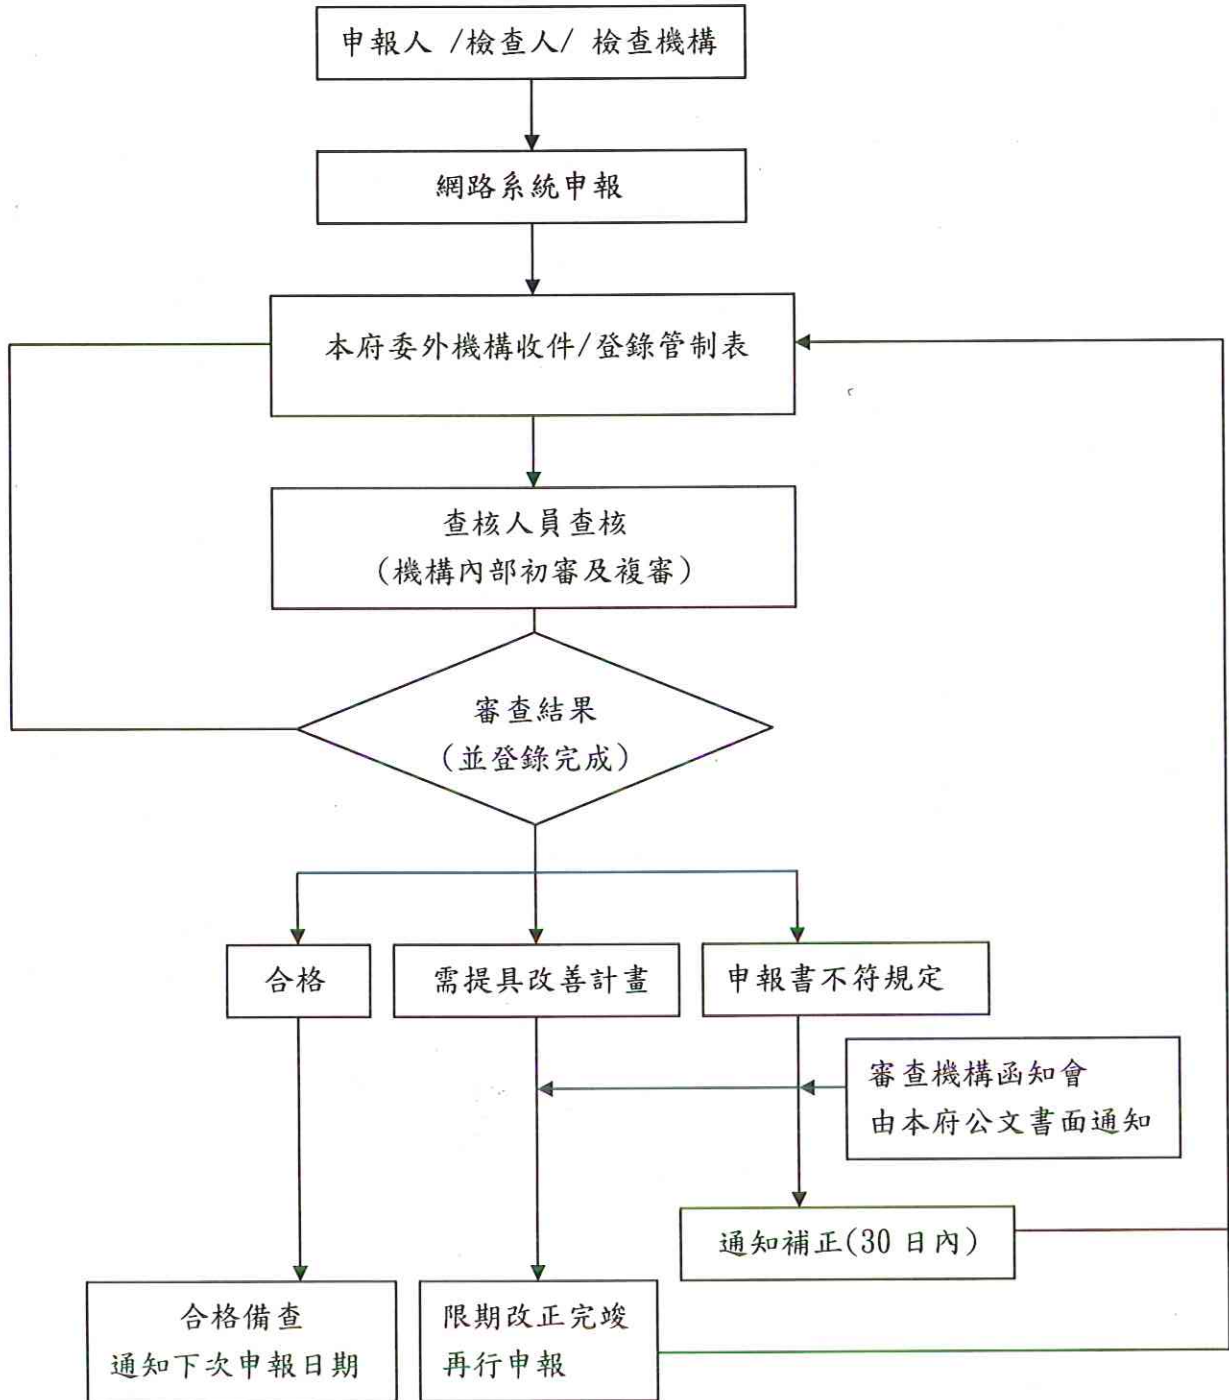 申報人 /檢查人/ 檢查機構
網路系統申報
本府委外機構收件/登錄管制表
查核人員查核
(機構內部初審及複審)
審查結果
(並登錄完成)
合格
需提具改善計畫
申報書不符規定
審查機構函知會
由本府公文書面通知
通知補正(30 日內)
合格備查
通知下次申報日期
限期改正完竣
再行申報